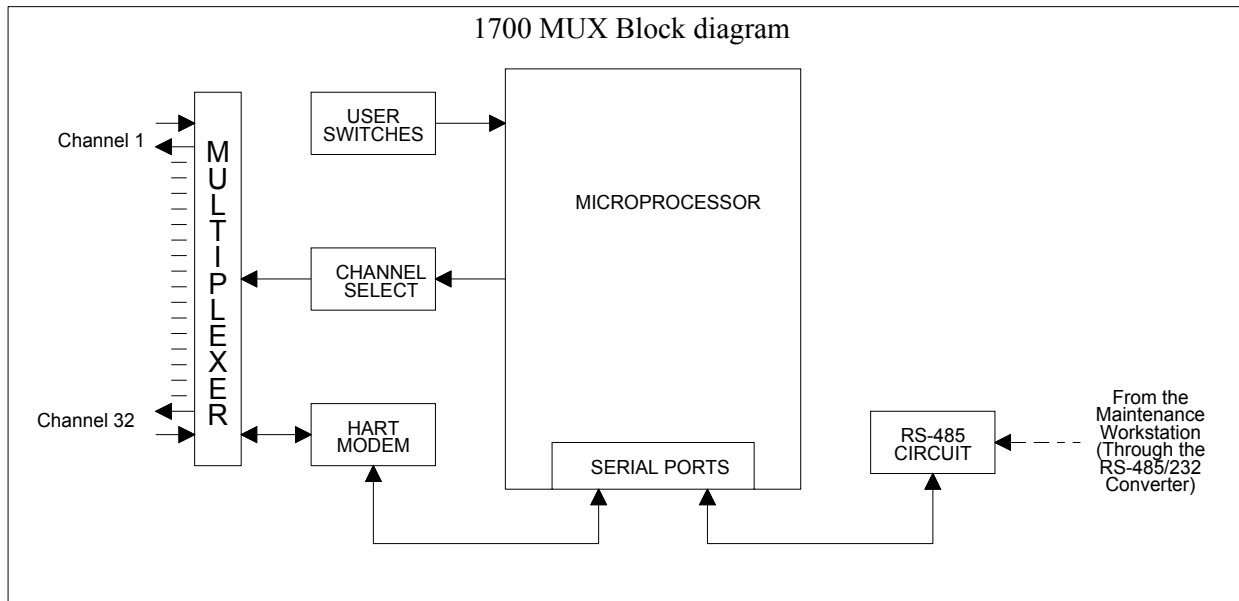 1700 MUX Block diagram
Channel 1
MULTIPLEXER
USER
SWITCHES
MICROPROCESSOR
CHANNEL
SELECT
Channel 32
HART
MODEM
SERIAL PORTS
RS-485
CIRCUIT
From the
Maintenance
Workstation
(Through the
RS-485/232
Converter)